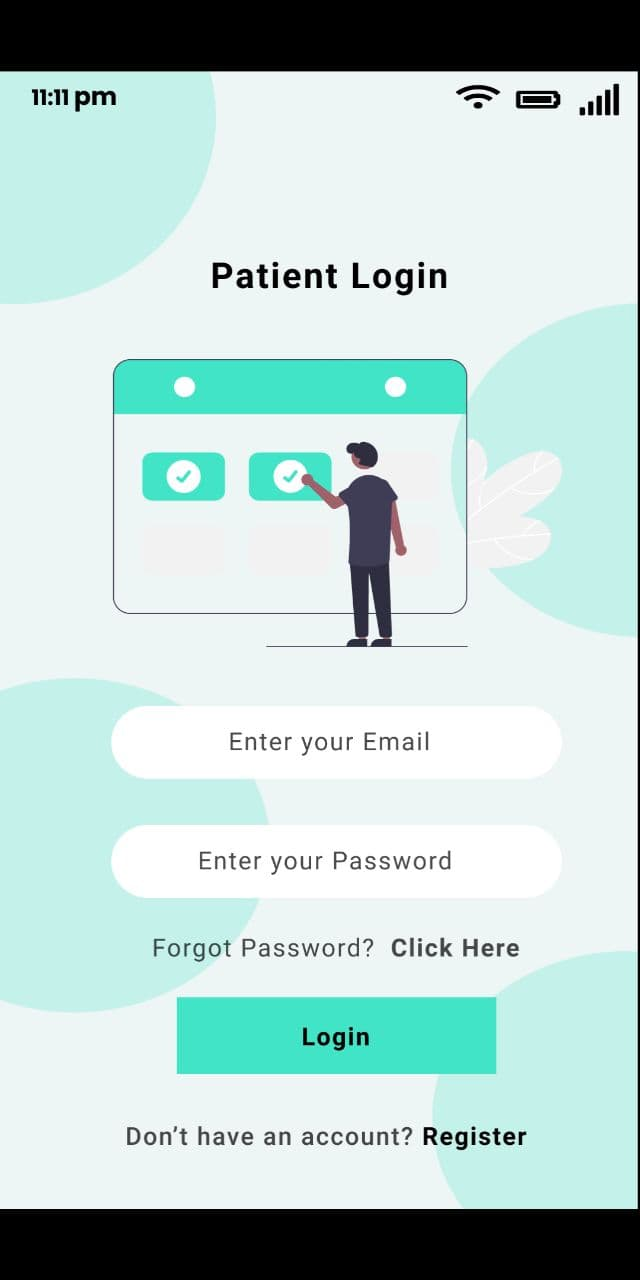 11:11 pm
Patient Login
Enter your Email
Enter your Password
Forgot Password? Click Here
Login
Don’t have an account? Register